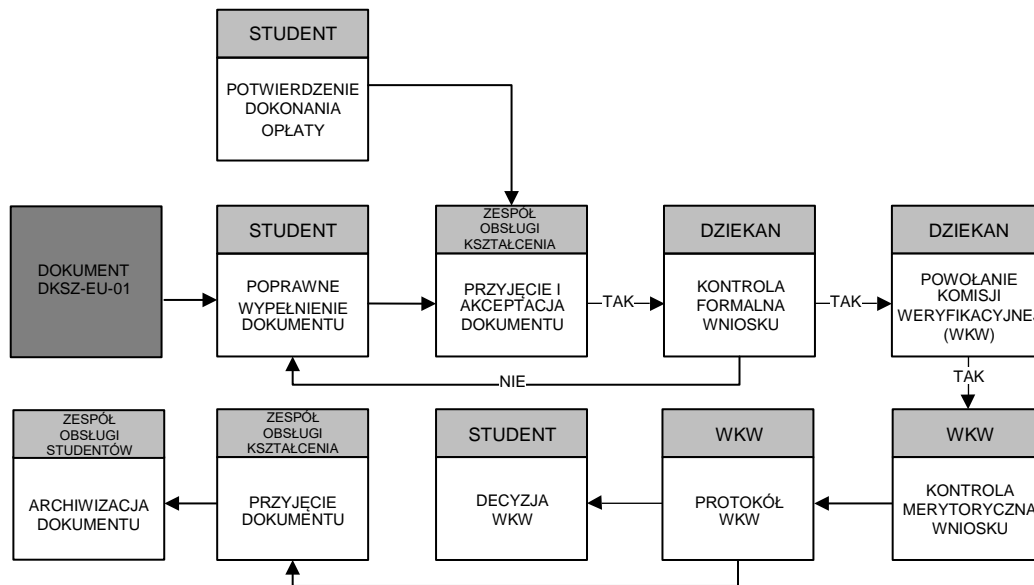 STUDENT
POTWIERDZENIE
DOKONANIA
OPŁATY
DOKUMENT
DKSZ-EU-01
STUDENT
POPRAWNE
WYPEŁNIENIE
DOKUMENTU
ZESPÓŁ
OBSŁUGI
KSZTAŁCENIA
PRZYJĘCIE I
AKCEPTACJA
DOKUMENTU
TAK
DZIEKAN
KONTROLA
FORMALNA
WNIOSKU
TAK
DZIEKAN
POWOŁANIE
KOMISJI
WERYFIKACYJNEJ
(WKW)
NIE
TAK
ZESPÓŁ
OBSŁUGI
STUDENTÓW
ARCHIWIZACJA
DOKUMENTU
ZESPÓŁ
OBSŁUGI
KSZTAŁCENIA
PRZYJĘCIE
DOKUMENTU
STUDENT
DECYZJA
WKW
WKW
PROTOKÓŁ
WKW
WKW
KONTROLA
MERYTORYCZNA
WNIOSKU